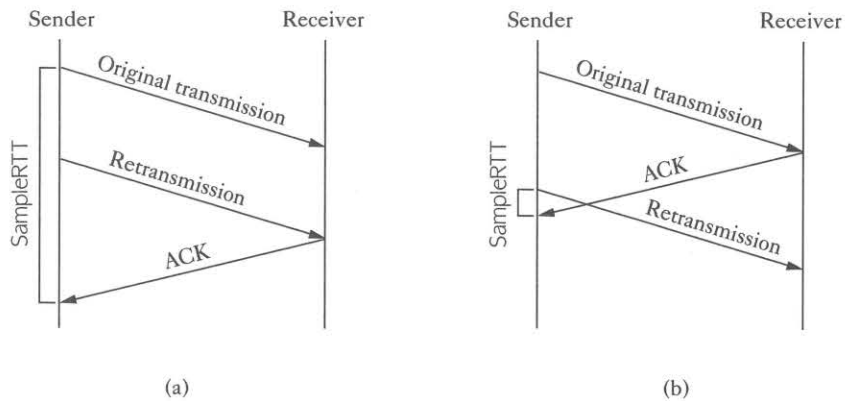 Sender
Receiver
Original transmission
Retransmission
ACK
SampleRTT
(a)
Sender
Receiver
Original transmission
ACK
Retransmission
SampleRTT
(b)